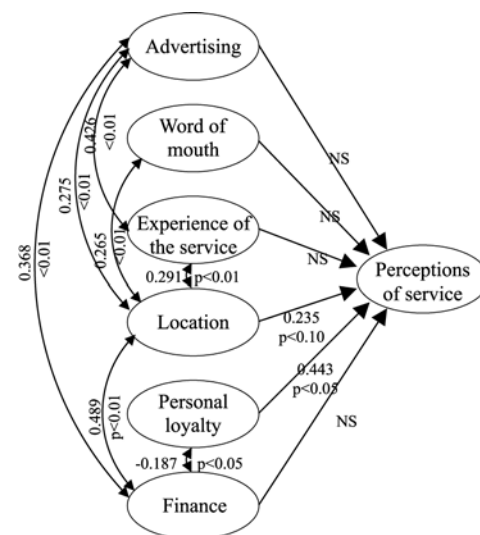 Advertising
Word of
mouth
Experience of
the service
Location
Personal
loyalty
Finance
Perceptions
of service
0.368
<0.01
0.275
<0.01
0.426
<0.01
0.265
<0.01
0.291
p<0.01
0.489
p<0.01
-0.187
p<0.05
NS
NS
NS
0.235
p<0.10
0.443
p<0.05
NS